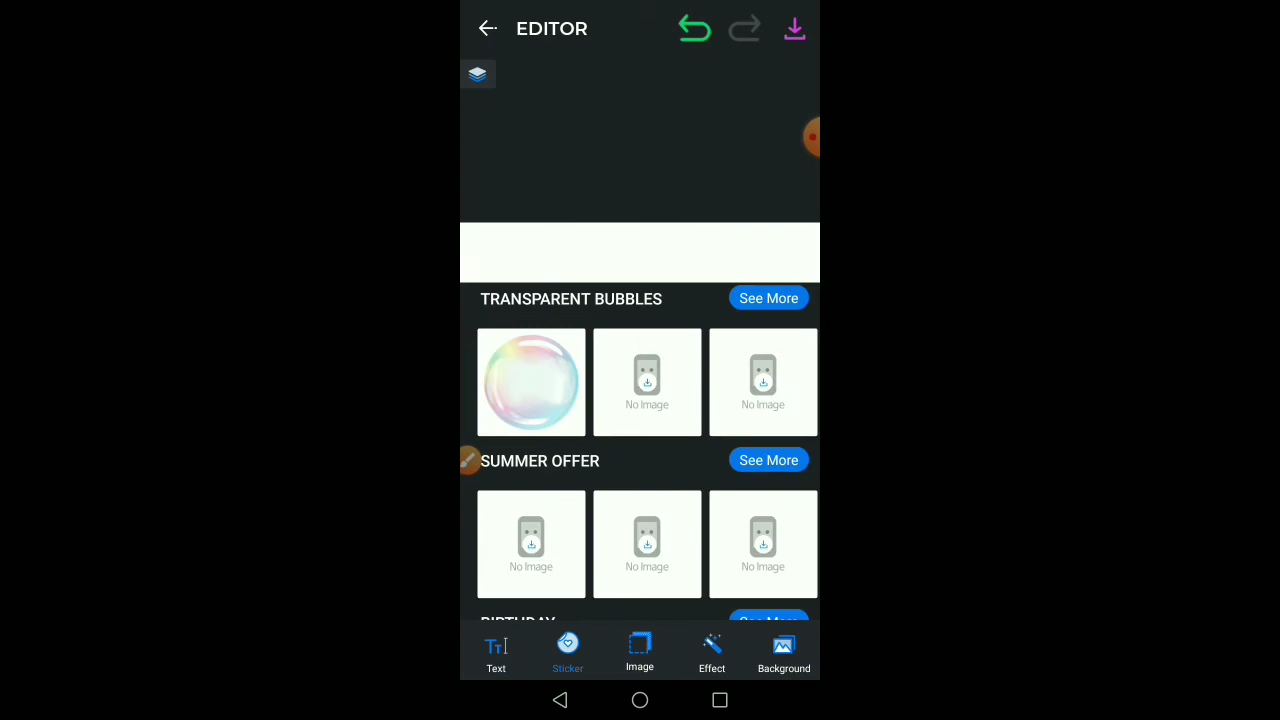 EDITOR
TRANSPARENT BUBBLES
See More
No Image
No Image
SUMMER OFFER
See More
No Image
No Image
No Image
BIRTHDAY
See More
Text
Sticker
Image
Effect
Background